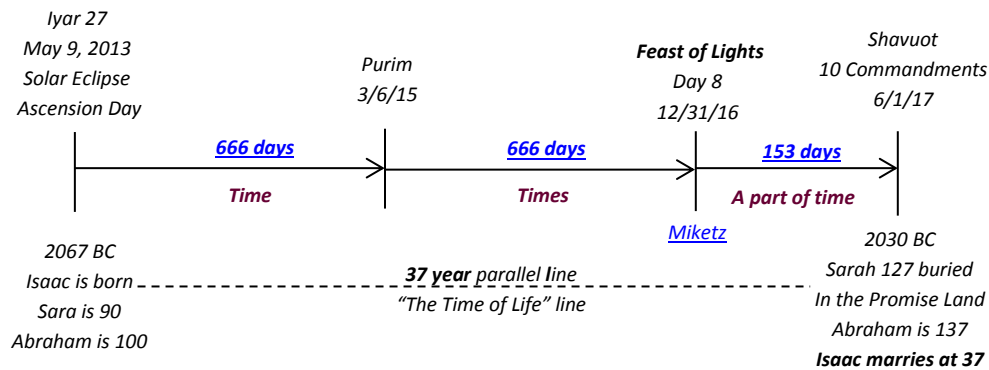 Iyar 27
May 9, 2013
Solar Eclipse
Ascension Day
Purim
3/6/15
Feast of Lights
Day 8
12/31/16
Shavuot
10 Commandments
6/1/17
666 days
666 days
153 days
Time
Times
A part of time
Miketz
2067 BC
Isaac is born
Sara is 90
Abraham is 100
37 year parallel line
“The Time of Life” line
2030 BC
Sarah 127 buried
In the Promise Land
Abraham is 137
Isaac marries at 37